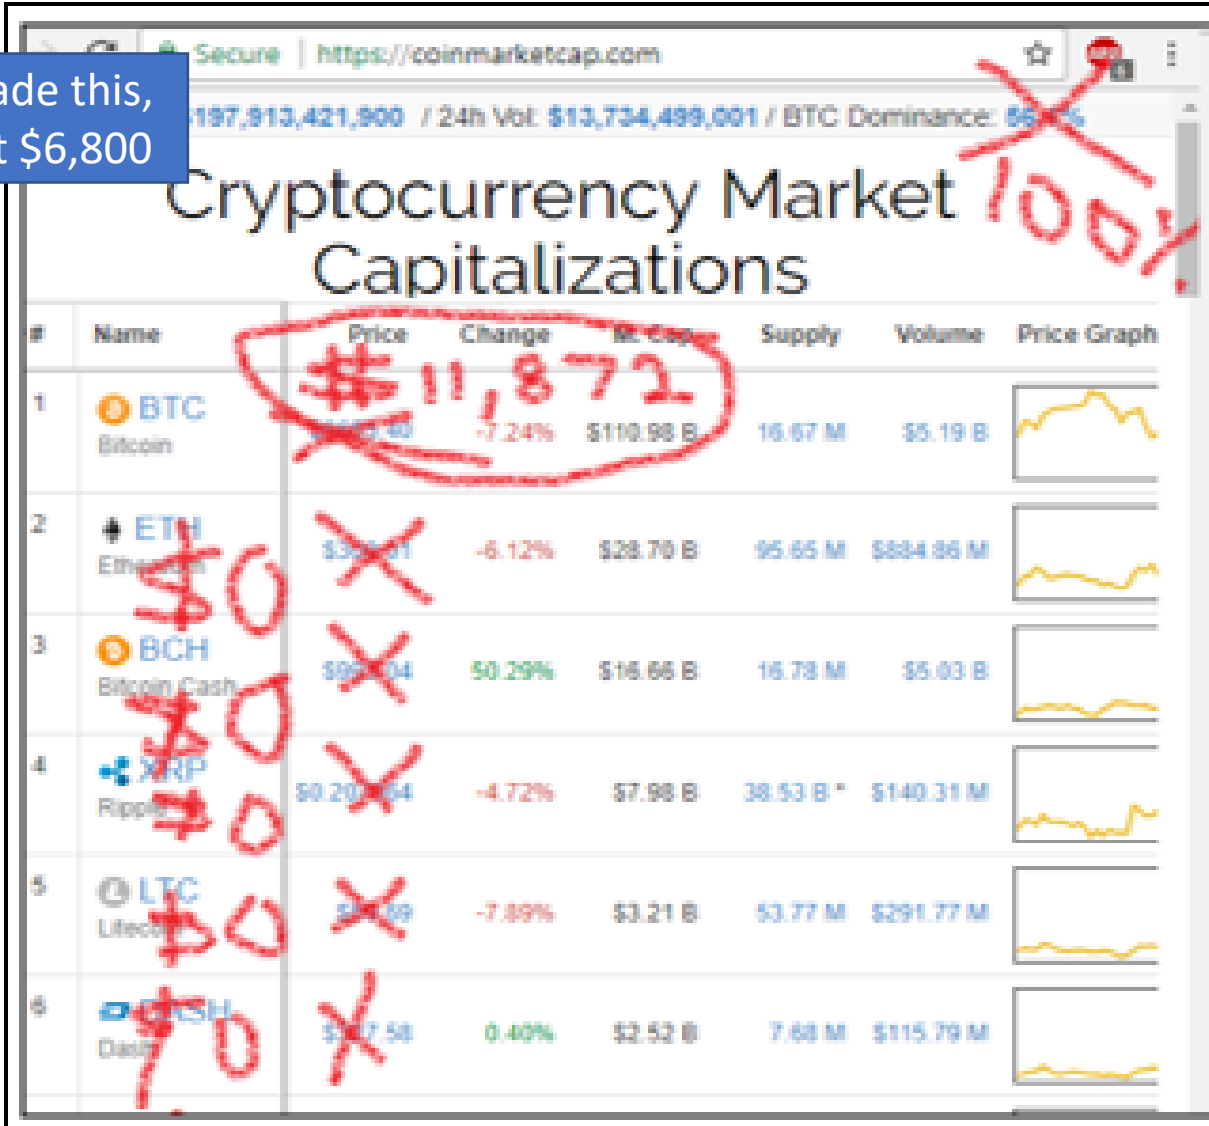 Secure | https://coinmarketcap.com
ade this,
t $6,800
$197,913,421,900 / 24h Vol: $13,734,499,001 / BTC Dominance:
100%
Cryptocurrency Market
Capitalizations
# Name Price Change M. Cap Supply Volume Price Graph
$11,872
1 BTC -7.24% $110.98 B 16.67 M $5.19 B
Bitcoin
2 ETH -6.12% $28.70 B 95.65 M $884.86 M
Ethereum
$0
3 BCH 50.29% $16.66 B 16.78 M $5.03 B
Bitcoin Cash
$0
4 XRP -4.72% $7.98 B 38.53 B * $140.31 M
Ripple
$0
5 LTC -7.89% $3.21 B 53.77 M $291.77 M
Litecoin
$0
6 DASH 0.40% $2.52 B 7.68 M $115.79 M
Dash
$0